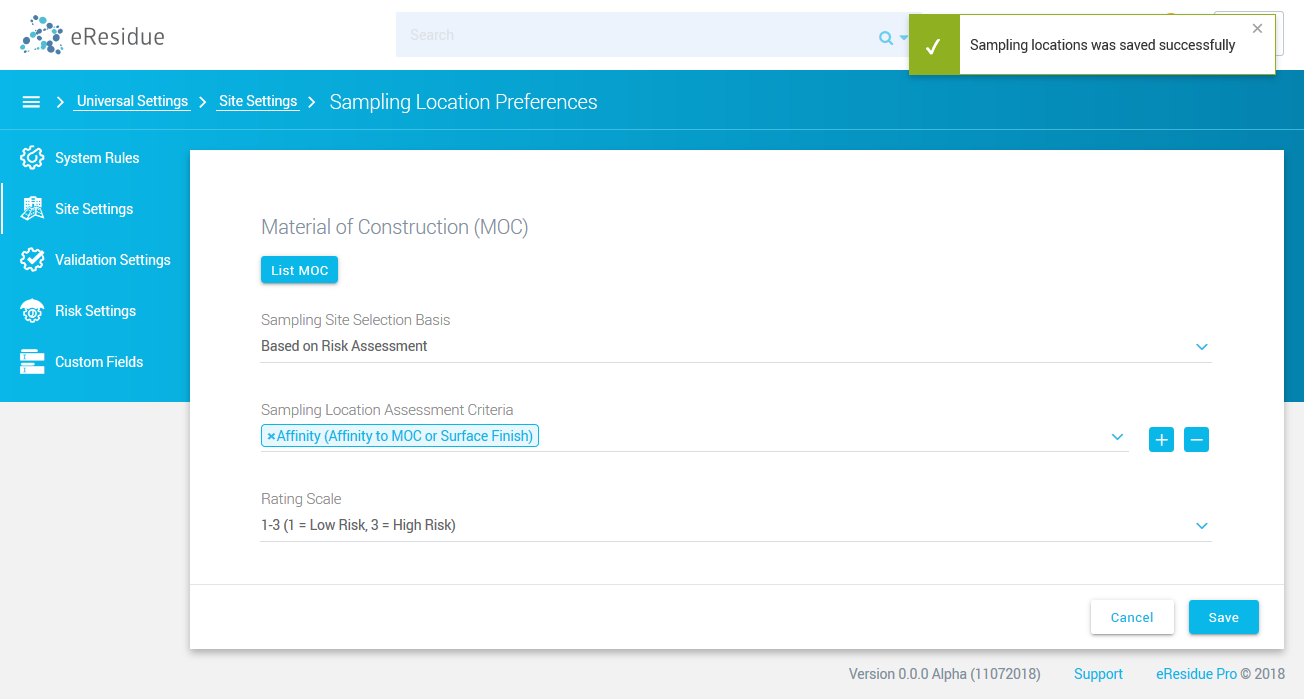 eResidue
Search
Sampling locations was saved successfully
Universal Settings
Site Settings
Sampling Location Preferences
System Rules
Site Settings
Validation Settings
Risk Settings
Custom Fields
Material of Construction (MOC)
List MOC
Sampling Site Selection Basis
Based on Risk Assessment
Sampling Location Assessment Criteria
×Affinity (Affinity to MOC or Surface Finish)
Rating Scale
1-3 (1 = Low Risk, 3 = High Risk)
Cancel
Save
Version 0.0.0 Alpha (11072018)
Support
eResidue Pro © 2018